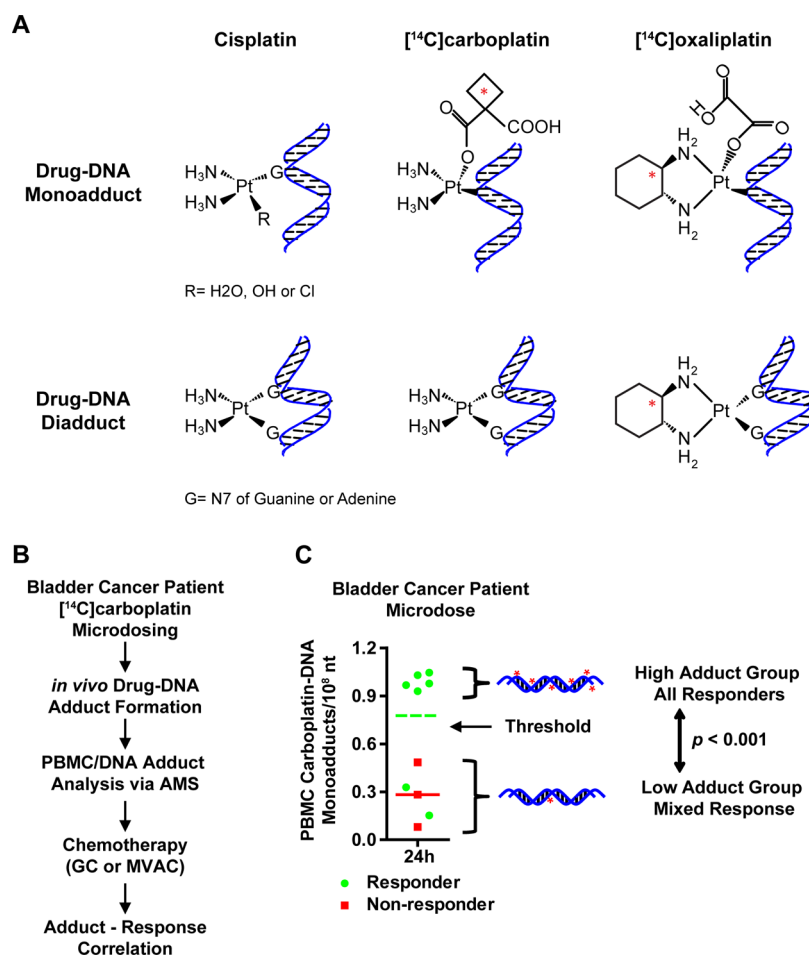 A
Cisplatin
[¹⁴C]carboplatin
[¹⁴C]oxaliplatin
Drug-DNA
Monoadduct
H₃N
H₃N
Pt
G
R
R= H2O, OH or Cl
O
O
COOH
*
H₃N
H₃N
Pt
O
O
H
O
O
*
H₂
N
N
H₂
Pt
Drug-DNA
Diadduct
H₃N
H₃N
Pt
G
G
H₃N
H₃N
Pt
G
G
*
H₂
N
N
H₂
Pt
G
G
G= N7 of Guanine or Adenine
B
Bladder Cancer Patient
[¹⁴C]carboplatin
Microdosing
in vivo Drug-DNA
Adduct Formation
PBMC/DNA Adduct
Analysis via AMS
Chemotherapy
(GC or MVAC)
Adduct - Response
Correlation
C
Bladder Cancer Patient
Microdose
PBMC Carboplatin-DNA
Monoadducts/10⁸ nt
1.2
0.9
0.6
0.3
0.0
24h
Threshold
Responder
Non-responder
High Adduct Group
All Responders
p < 0.001
Low Adduct Group
Mixed Response